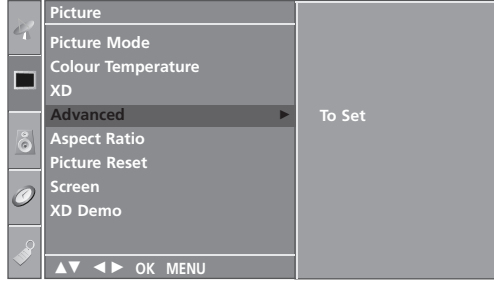 Picture
Picture Mode
Colour Temperature
XD
Advanced ► To Set
Aspect Ratio
Picture Reset
Screen
XD Demo
▲▼ ◄► OK MENU